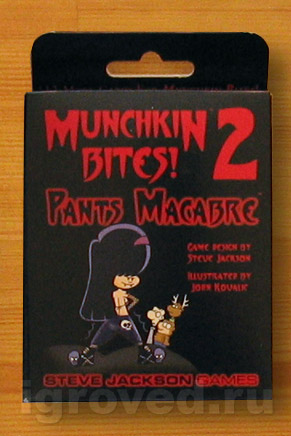 MUNCHKIN
BITES! 2
PANTS MACABRE
GAME DESIGN BY
STEVE JACKSON
ILLUSTRATED BY
JOHN KOVALIC
STEVE JACKSON GAMES
igroved.ru